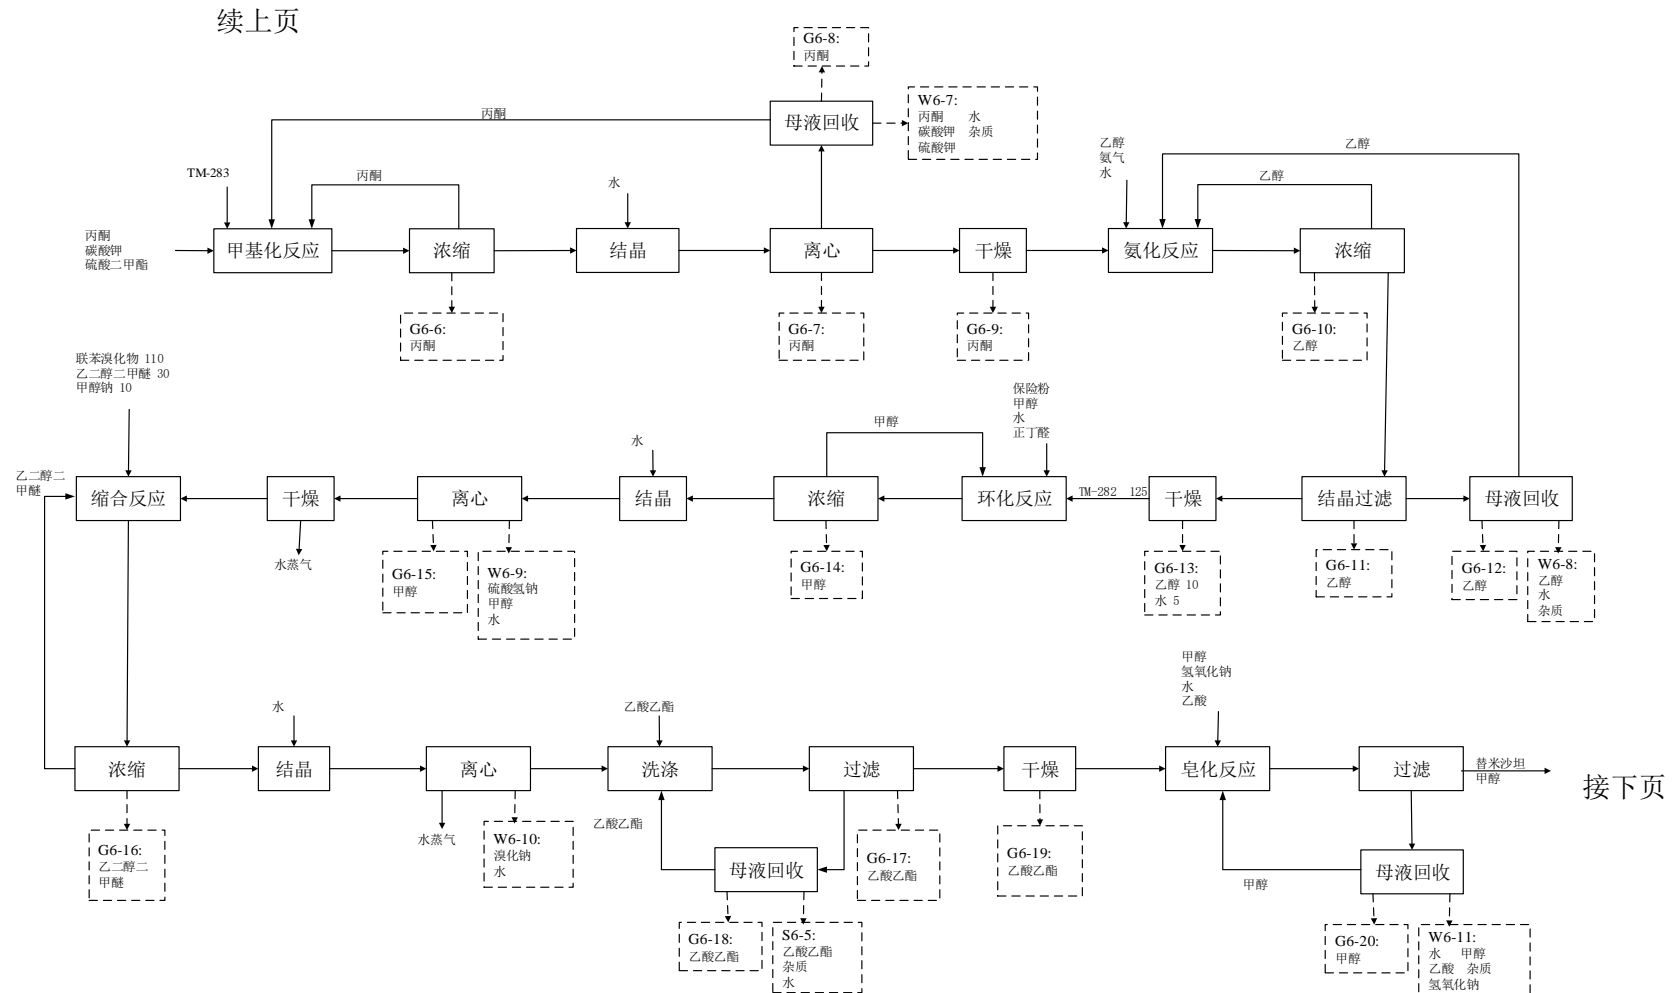 续上页
G6-8:
丙酮
W6-7:
丙酮 水
碳酸钾 杂质
硫酸钾
母液回收
丙酮
TM-283
丙酮
水
乙醇
氨气
水
乙醇
乙醇
丙酮
碳酸钾
硫酸二甲酯
甲基化反应
浓缩
结晶
离心
干燥
氨化反应
浓缩
G6-6:
丙酮
G6-7:
丙酮
G6-9:
丙酮
G6-10:
乙醇
联苯溴化物 110
乙二醇二甲醚 30
甲醇钠 10
保险粉
甲醇
水
正丁醛
甲醇
水
乙二醇二
甲醚
缩合反应
干燥
离心
结晶
浓缩
环化反应
TM-282 125
干燥
结晶过滤
母液回收
水蒸气
G6-15:
甲醇
W6-9:
硫酸氢钠
甲醇
水
G6-14:
甲醇
G6-13:
乙醇 10
水 5
G6-11:
乙醇
G6-12:
乙醇
W6-8:
乙醇
水
杂质
水
乙酸乙酯
甲醇
氢氧化钠
水
乙酸
浓缩
结晶
离心
洗涤
过滤
干燥
皂化反应
过滤
替米沙坦
甲醇
接下页
G6-16:
乙二醇二
甲醚
水蒸气
W6-10:
溴化钠
水
乙酸乙酯
母液回收
G6-17:
乙酸乙酯
G6-19:
乙酸乙酯
甲醇
母液回收
G6-18:
乙酸乙酯
S6-5:
乙酸乙酯
杂质
水
G6-20:
甲醇
W6-11:
水 甲醇
乙酸 杂质
氢氧化钠